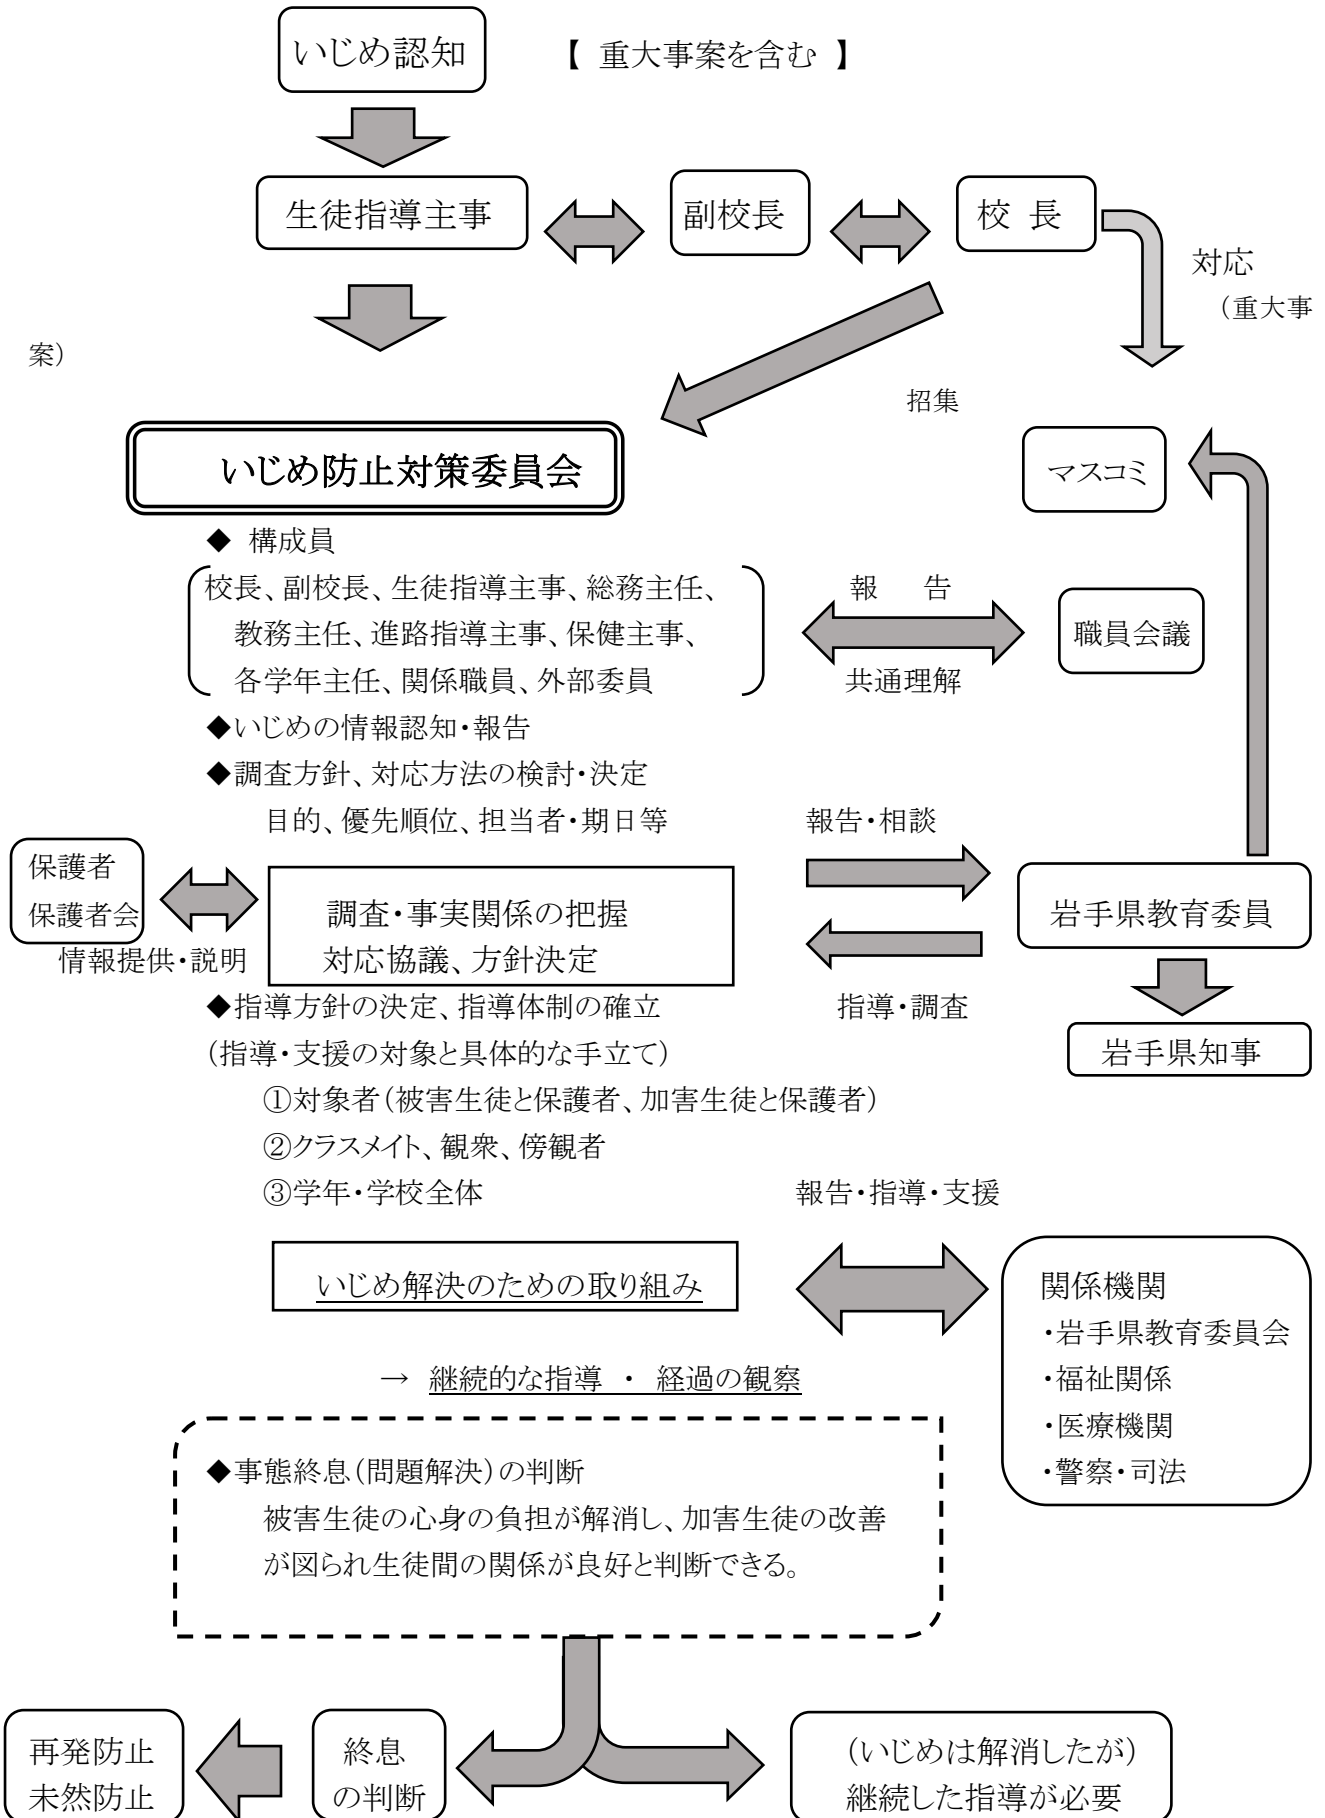 いじめ認知
【 重大事案を含む 】
生徒指導主事
副校長
校 長
対応
（重大事
案）
招集
いじめ防止対策委員会
マスコミ
◆ 構成員
校長、副校長、生徒指導主事、総務主任、
教務主任、進路指導主事、保健主事、
各学年主任、関係職員、外部委員
報 告
共通理解
職員会議
◆いじめの情報認知・報告
◆調査方針、対応方法の検討・決定
目的、優先順位、担当者・期日等
報告・相談
保護者
保護者会
情報提供・説明
調査・事実関係の把握
対応協議、方針決定
岩手県教育委員
指導・調査
岩手県知事
◆指導方針の決定、指導体制の確立
（指導・支援の対象と具体的な手立て）
①対象者（被害生徒と保護者、加害生徒と保護者）
②クラスメイト、観衆、傍観者
③学年・学校全体
報告・指導・支援
いじめ解決のための取り組み
関係機関
・岩手県教育委員会
・福祉関係
・医療機関
・警察・司法
→ 継続的な指導 ・ 経過の観察
◆事態終息（問題解決）の判断
被害生徒の心身の負担が解消し、加害生徒の改善
が図られ生徒間の関係が良好と判断できる。
再発防止
未然防止
終息
の判断
（いじめは解消したが）
継続した指導が必要